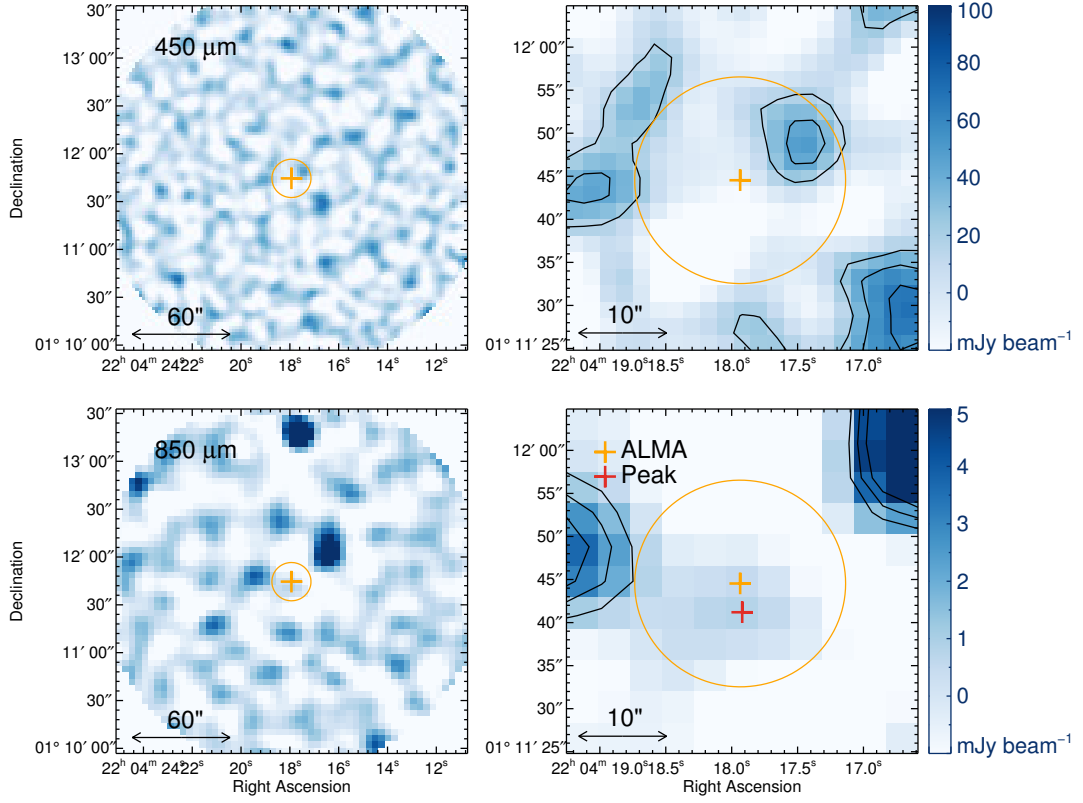 450 μm
60"
Declination
30″
13′ 00″
30″
12′ 00″
30″
11′ 00″
30″
01° 10′ 00″
22ʰ 04ᵐ 24ˢ 22ˢ 20ˢ 18ˢ 16ˢ 14ˢ 12ˢ
10"
12′ 00″
55″
50″
45″
40″
35″
30″
01° 11′ 25″
22ʰ 04ᵐ 19.0ˢ 18.5ˢ 18.0ˢ 17.5ˢ 17.0ˢ
100
80
60
40
20
0
mJy beam⁻¹
850 μm
60"
Declination
30″
13′ 00″
30″
12′ 00″
30″
11′ 00″
30″
01° 10′ 00″
22ʰ 04ᵐ 24ˢ 22ˢ 20ˢ 18ˢ 16ˢ 14ˢ 12ˢ
Right Ascension
ALMA
Peak
10"
12′ 00″
55″
50″
45″
40″
35″
30″
01° 11′ 25″
22ʰ 04ᵐ 19.0ˢ 18.5ˢ 18.0ˢ 17.5ˢ 17.0ˢ
Right Ascension
5
4
3
2
1
0
mJy beam⁻¹